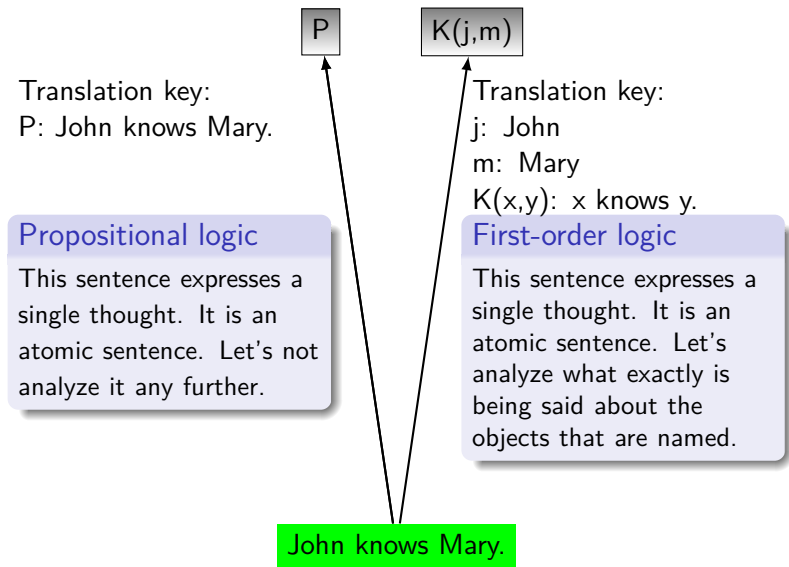 P
K(j,m)
Translation key:
P: John knows Mary.
Translation key:
j: John
m: Mary
K(x,y): x knows y.
Propositional logic
This sentence expresses a
single thought. It is an
atomic sentence. Let's not
analyze it any further.
First-order logic
This sentence expresses a
single thought. It is an
atomic sentence. Let's
analyze what exactly is
being said about the
objects that are named.
John knows Mary.